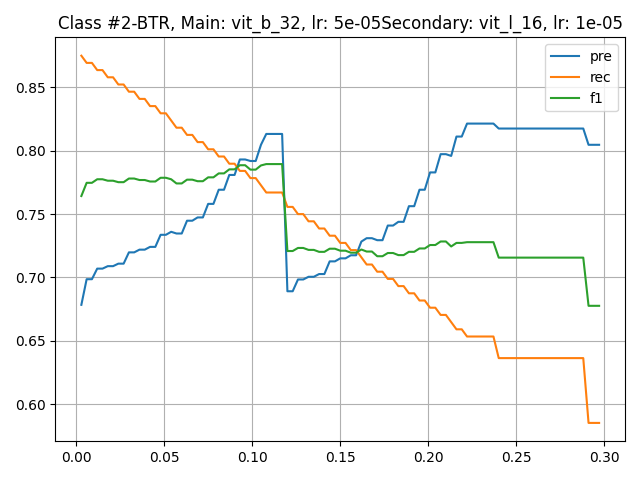 Class #2-BTR, Main: vit_b_32, lr: 5e-05Secondary: vit_l_16, lr: 1e-05
pre
rec
f1
0.85
0.80
0.75
0.70
0.65
0.60
0.00 0.05 0.10 0.15 0.20 0.25 0.30